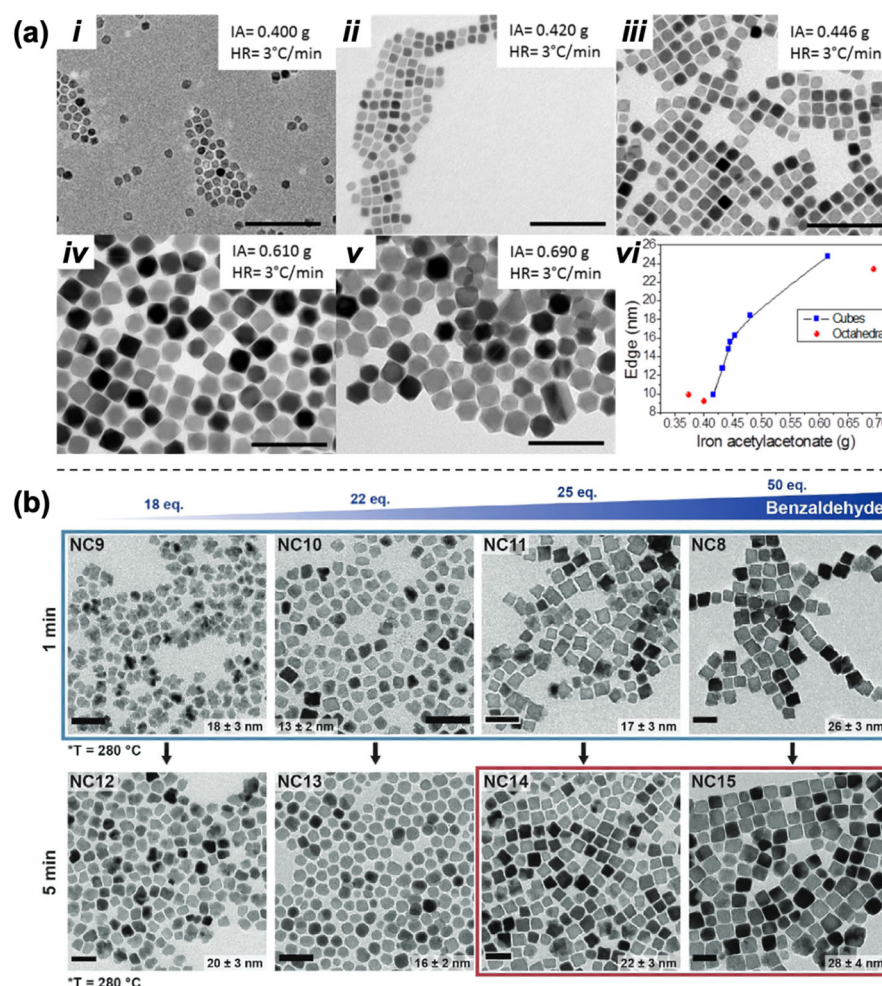 (a)
i
IA= 0.400 g
HR= 3°C/min
ii
IA= 0.420 g
HR= 3°C/min
iii
IA= 0.446 g
HR= 3°C/min
iv
IA= 0.610 g
HR= 3°C/min
v
IA= 0.690 g
HR= 3°C/min
vi
26
24
22
20
18
16
14
12
10
8
Edge (nm)
Cubes
Octahedra
0.35 0.40 0.45 0.50 0.55 0.60 0.65 0.70
Iron acetylacetonate (g)
(b)
18 eq.
22 eq.
25 eq.
50 eq.
Benzaldehyde
1 min
NC9
18 ± 3 nm
NC10
13 ± 2 nm
NC11
17 ± 3 nm
NC8
26 ± 3 nm
*T = 280 °C
5 min
NC12
20 ± 3 nm
NC13
16 ± 2 nm
NC14
22 ± 3 nm
NC15
28 ± 4 nm
*T = 280 °C